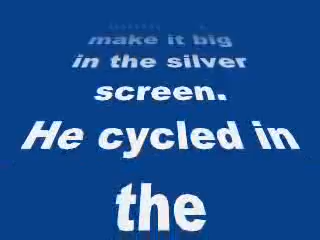 make it big
in the silver
screen.
He cycled in
the